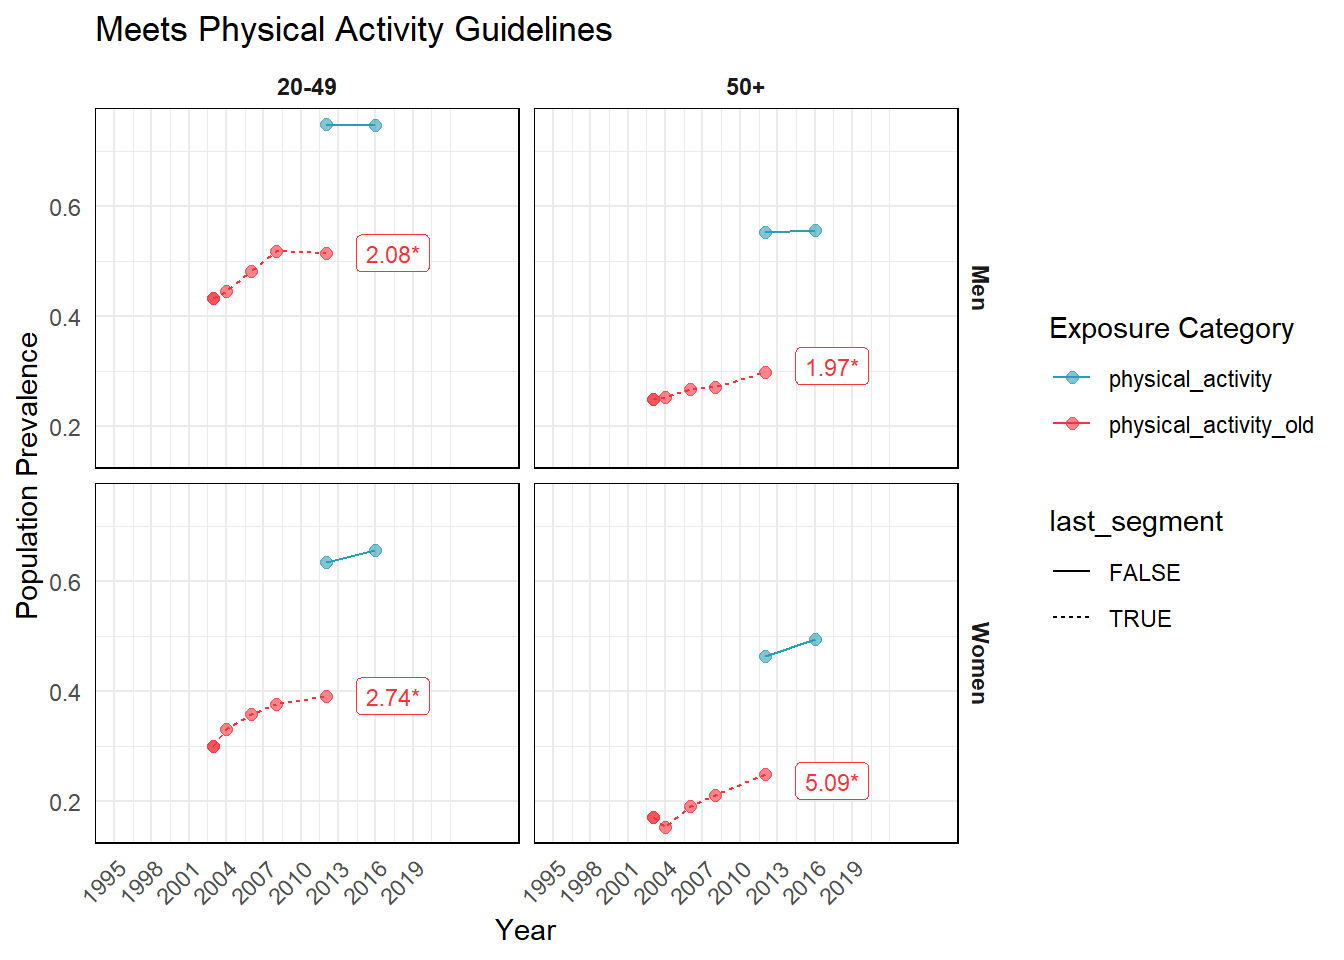 Meets Physical Activity Guidelines
20-49
50+
0.6
0.4
0.2
2.08*
1.97*
Men
0.6
0.4
0.2
2.74*
5.09*
Women
Population Prevalence
1995
1998
2001
2004
2007
2010
2013
2016
2019
1995
1998
2001
2004
2007
2010
2013
2016
2019
Year
Exposure Category
physical_activity
physical_activity_old
last_segment
FALSE
TRUE